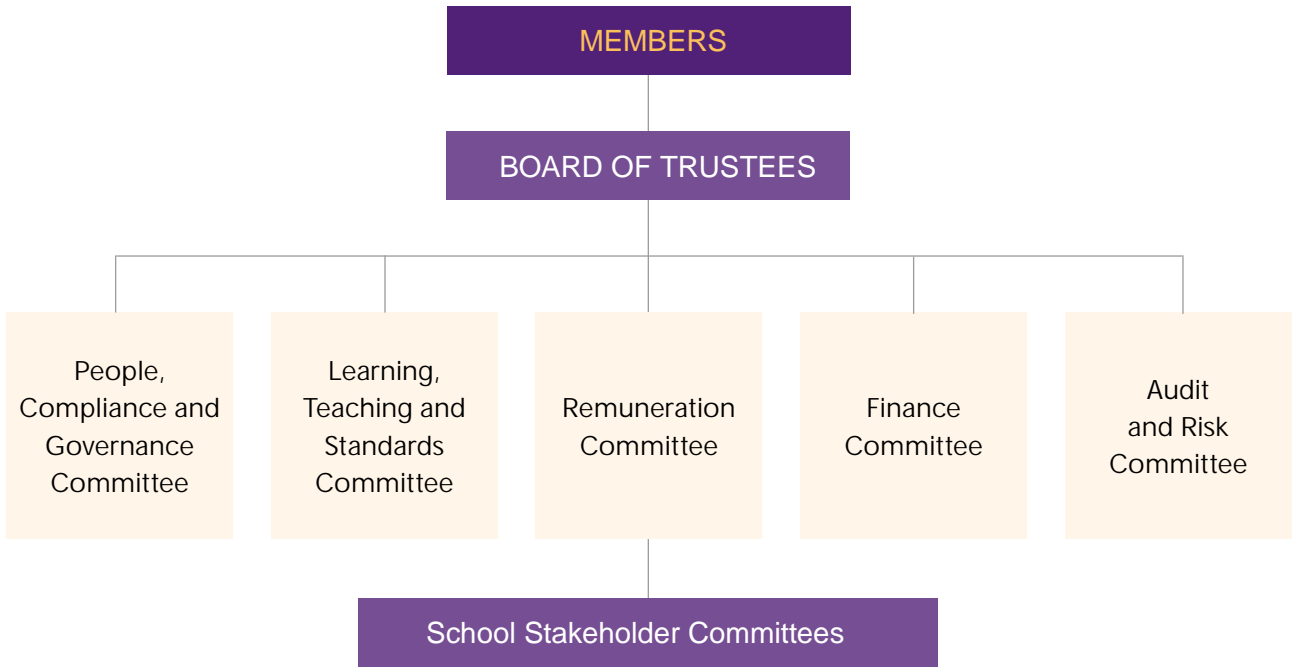 MEMBERS
BOARD OF TRUSTEES
People,
Compliance and
Governance
Committee
Learning,
Teaching and
Standards
Committee
Remuneration
Committee
Finance
Committee
Audit
and Risk
Committee
School Stakeholder Committees